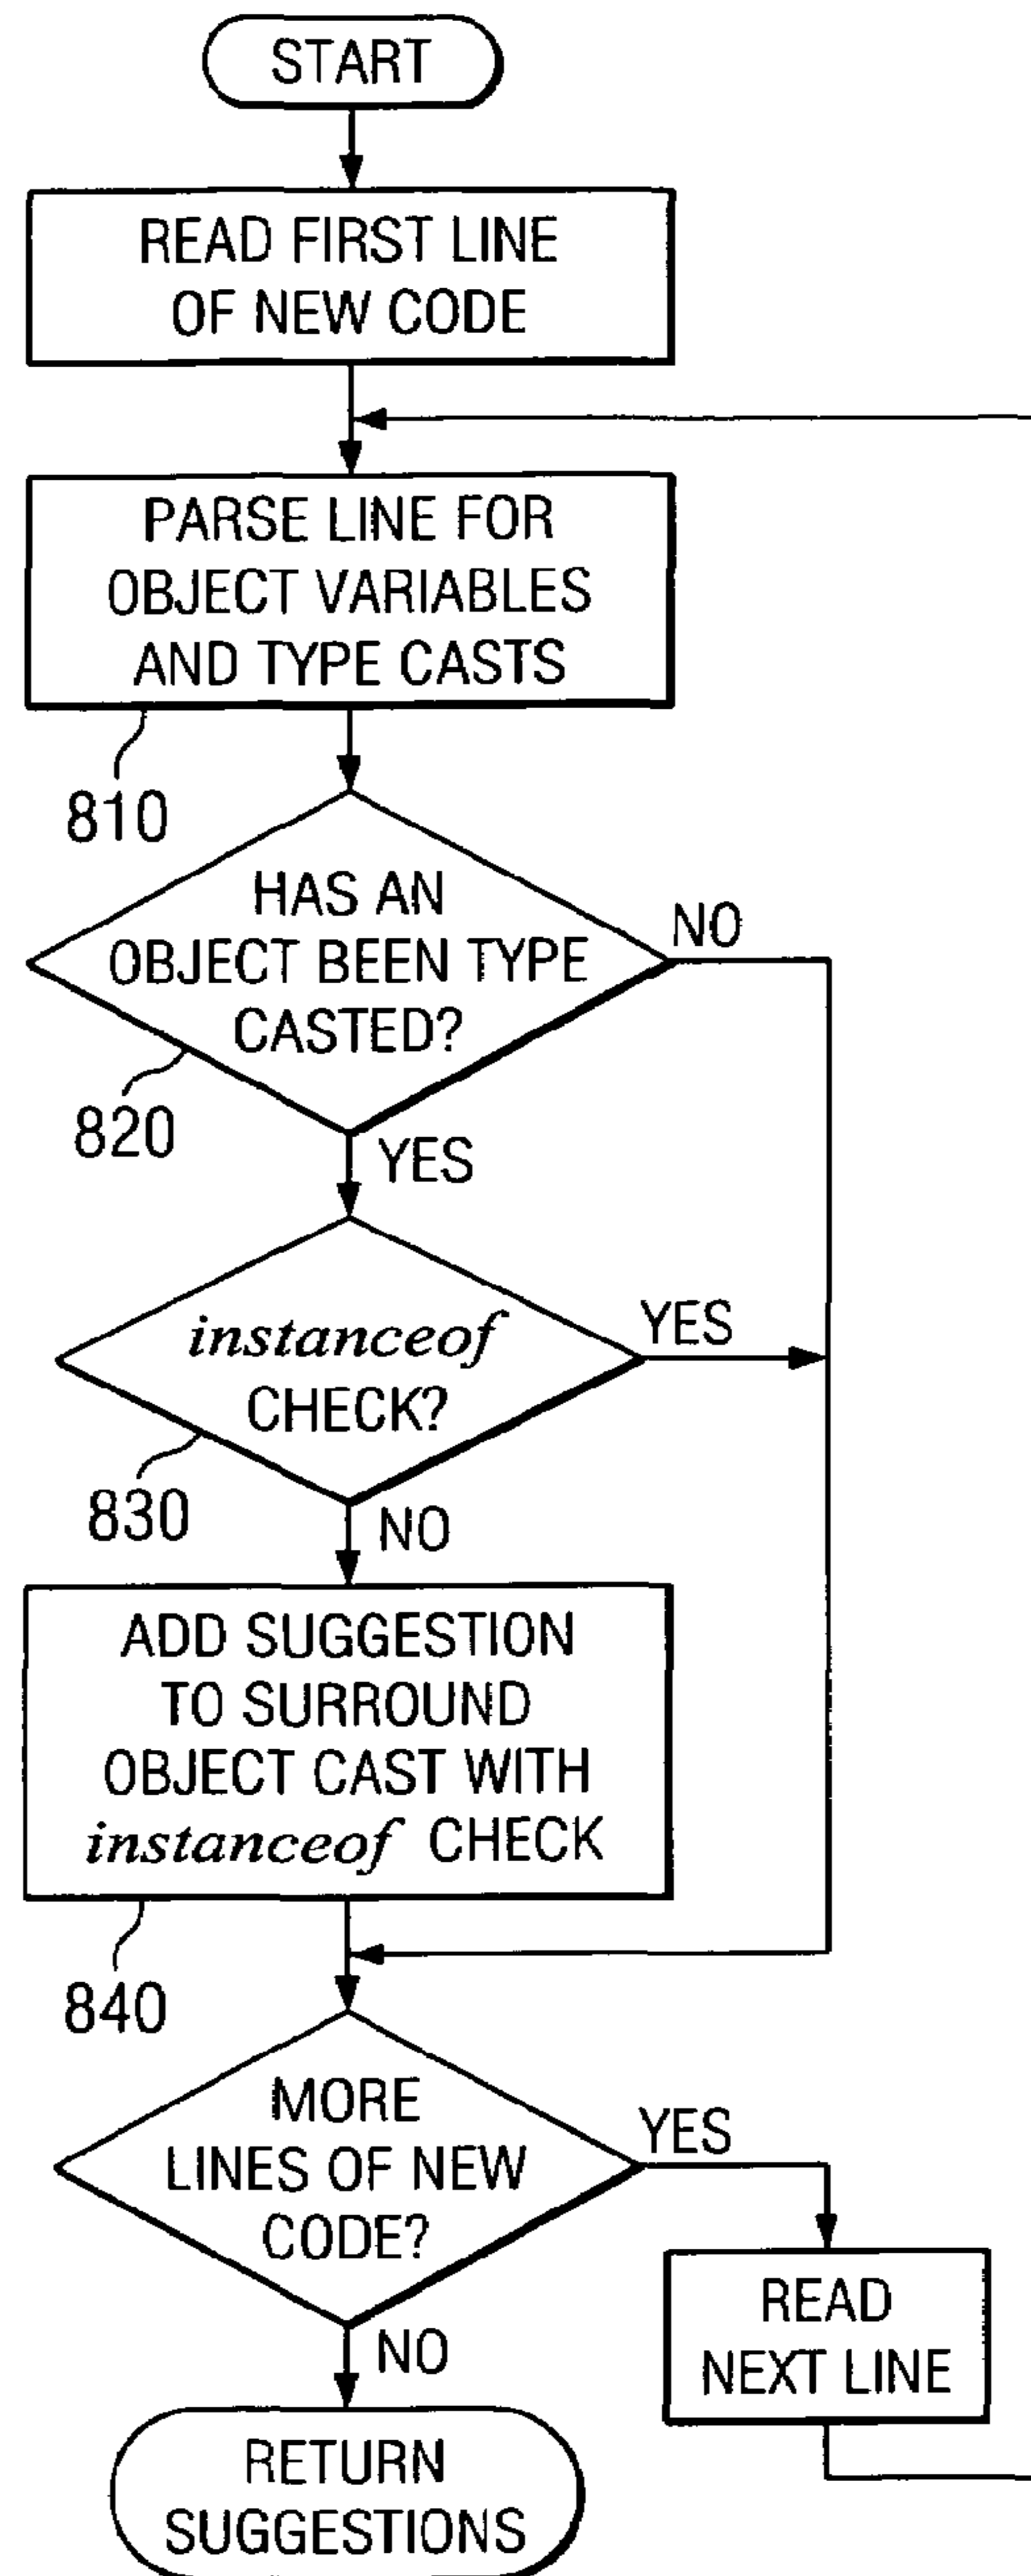 START
READ FIRST LINE
OF NEW CODE
PARSE LINE FOR
OBJECT VARIABLES
AND TYPE CASTS
810
HAS AN
OBJECT BEEN TYPE
CASTED?
NO
820
YES
instanceof
CHECK?
YES
830
NO
ADD SUGGESTION
TO SURROUND
OBJECT CAST WITH
instanceof CHECK
840
MORE
LINES OF NEW
CODE?
YES
READ
NEXT LINE
NO
RETURN
SUGGESTIONS